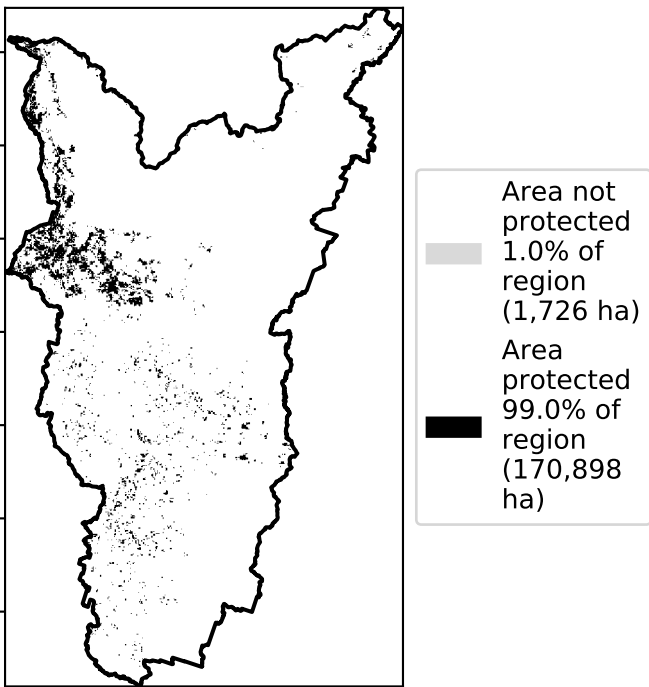 Area not
protected
1.0% of
region
(1,726 ha)
Area
protected
99.0% of
region
(170,898
ha)